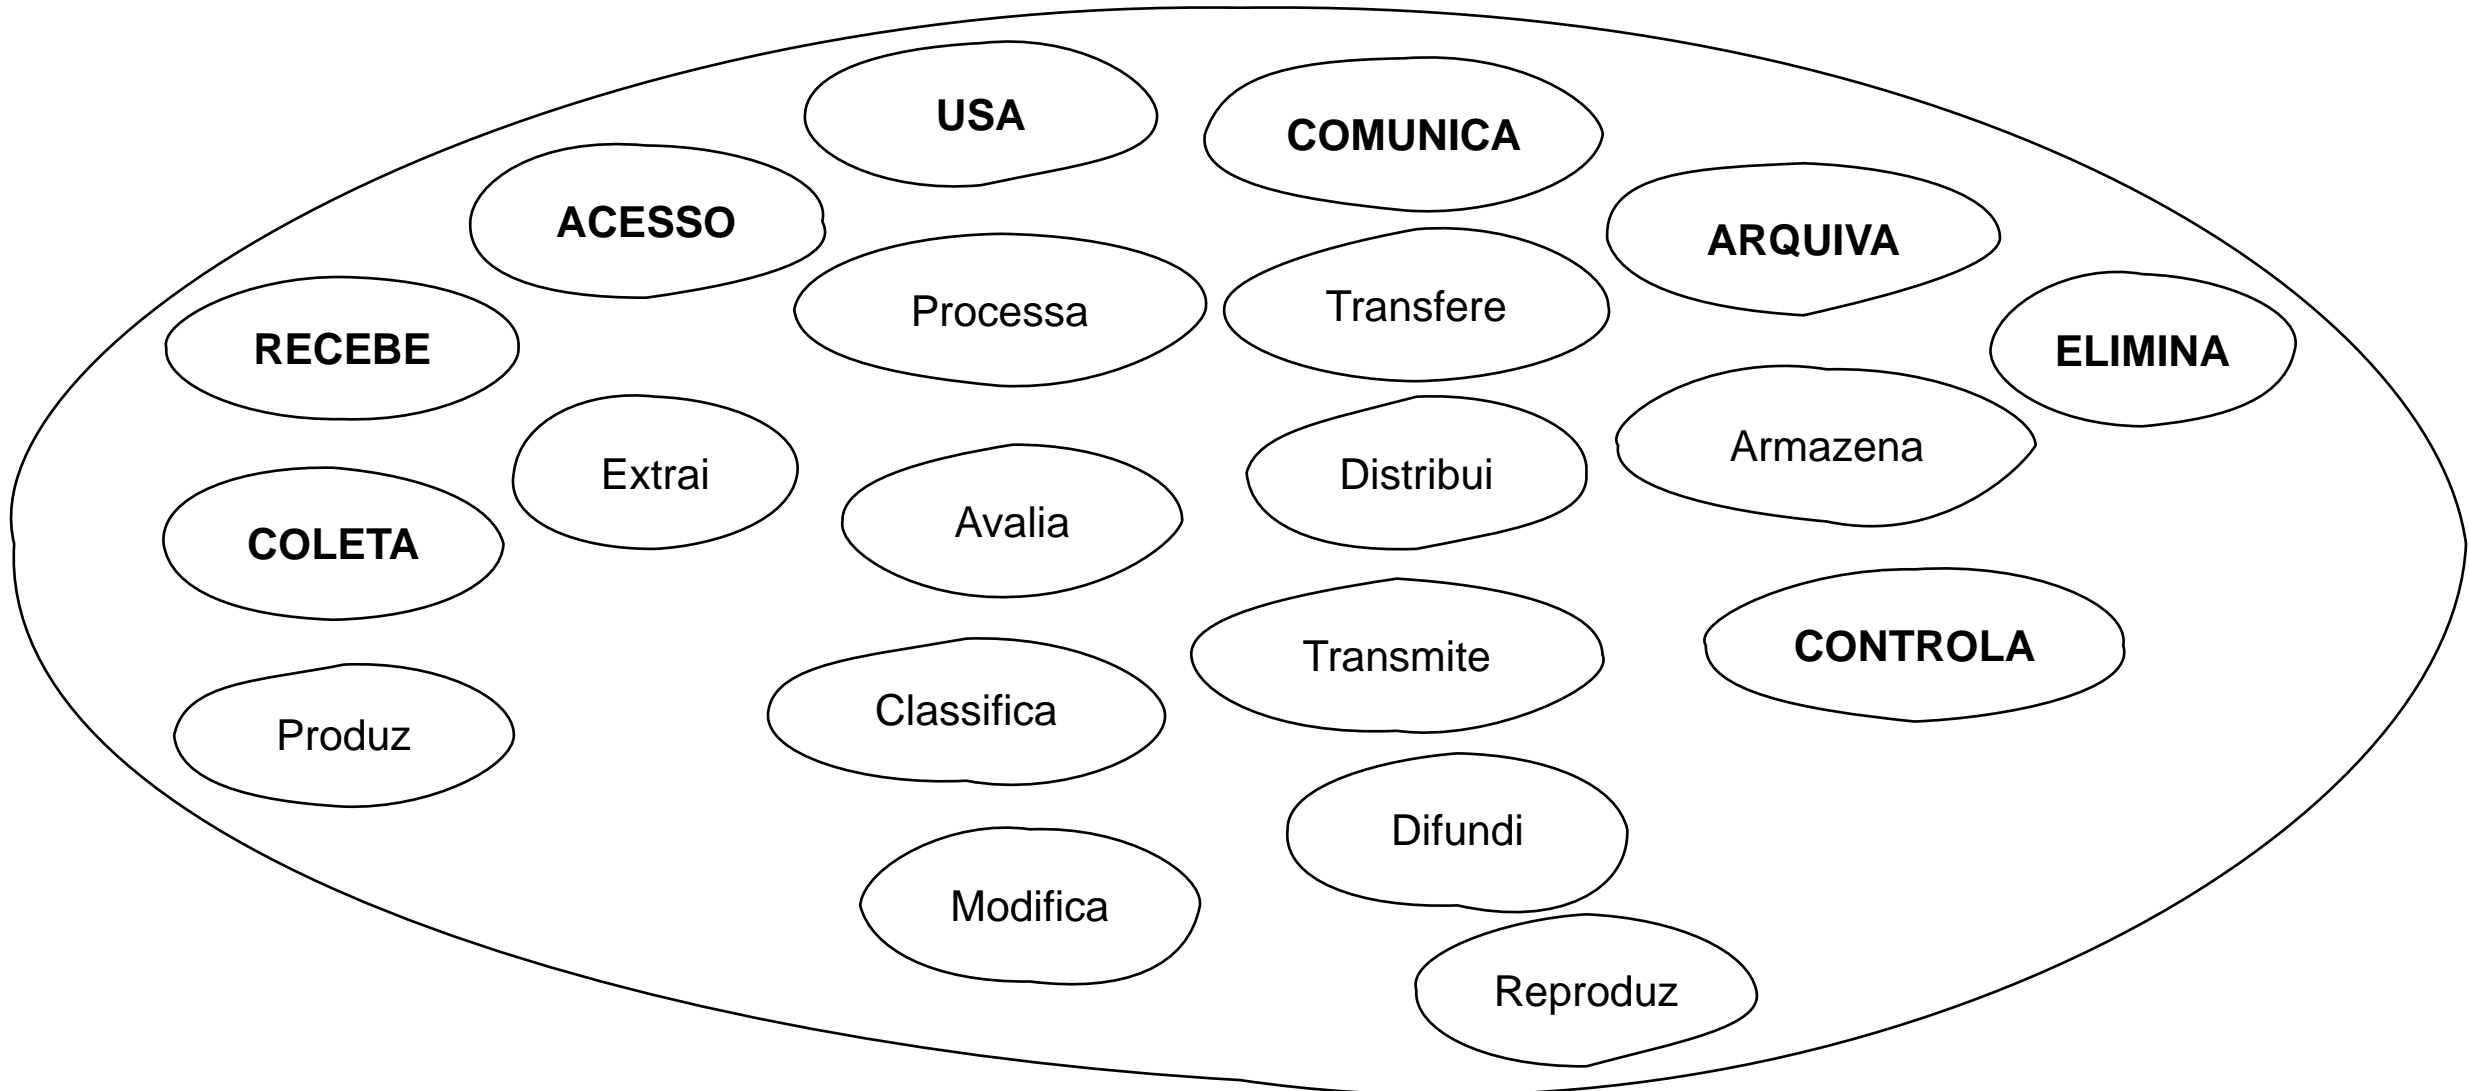 USA
COMUNICA
ACESSO
ARQUIVA
Processa
Transfere
RECEBE
ELIMINA
Extrai
Distribui
Armazena
COLETA
Avalia
Transmite
CONTROLA
Produz
Classifica
Difundi
Modifica
Reproduz